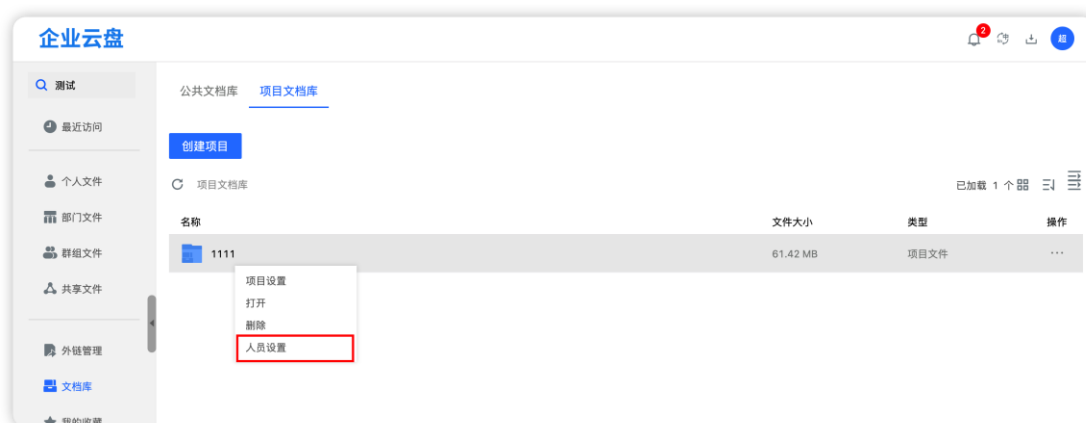 企业云盘
2
超
测试
公共文档库 项目文档库
最近访问
创建项目
个人文件
项目文档库 已加载 1 个
部门文件
名称 文件大小 类型 操作
群组文件
1111 61.42 MB 项目文件 ...
共享文件
项目设置
打开
删除
人员设置
外链管理
文档库
我的收藏